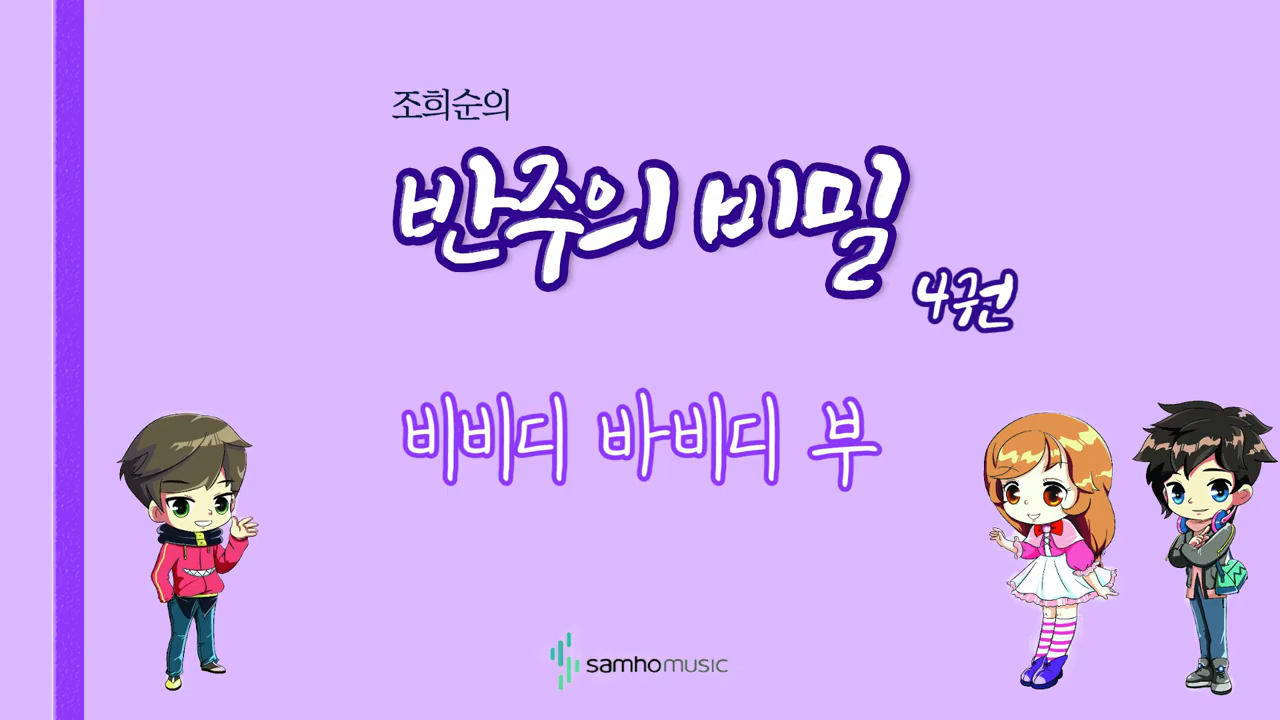 조희순의
반주의 비밀
4권
비비디 바비디 부
samhomusic